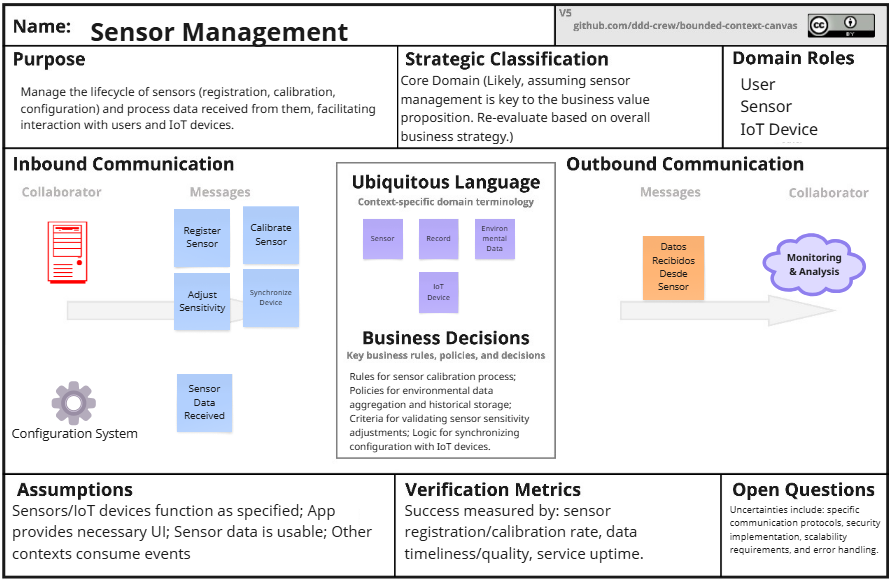 Name: Sensor Management
V5
github.com/ddd-crew/bounded-context-canvas
cc
BY
Purpose
Manage the lifecycle of sensors (registration, calibration,
configuration) and process data received from them, facilitating
interaction with users and IoT devices.
Strategic Classification
Core Domain (Likely, assuming sensor
management is key to the business value
proposition. Re-evaluate based on overall
business strategy.)
Domain Roles
User
Sensor
IoT Device
Inbound Communication
Collaborator
Messages
Register
Sensor
Calibrate
Sensor
Adjust
Sensitivity
Synchronize
Device
Sensor
Data
Received
Configuration System
Ubiquitous Language
Context-specific domain terminology
Sensor
Record
Environ
mental
Data
IoT
Device
Business Decisions
Key business rules, policies, and decisions
Rules for sensor calibration process;
Policies for environmental data
aggregation and historical storage;
Criteria for validating sensor sensitivity
adjustments; Logic for synchronizing
configuration with IoT devices.
Outbound Communication
Messages
Collaborator
Datos
Recibidos
Desde
Sensor
Monitoring
& Analysis
Assumptions
Sensors/IoT devices function as specified; App
provides necessary UI; Sensor data is usable; Other
contexts consume events
Verification Metrics
Success measured by: sensor
registration/calibration rate, data
timeliness/quality, service uptime.
Open Questions
Uncertainties include: specific
communication protocols, security
implementation, scalability
requirements, and error handling.